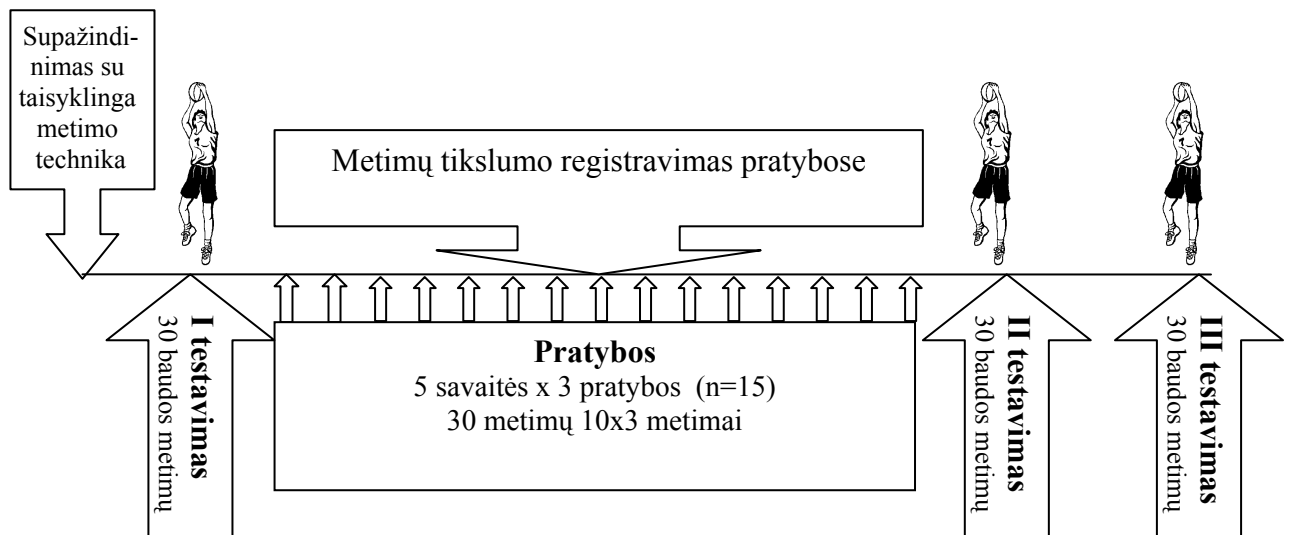 Supažindi-
nimas su
taisyklinga
metimo
technika
Metimų tikslumo registravimas pratybose
I testavimas
30 baudos metimų
Pratybos
5 savaitės x 3 pratybos (n=15)
30 metimų 10x3 metimai
II testavimas
30 baudos metimų
III testavimas
30 baudos metimų